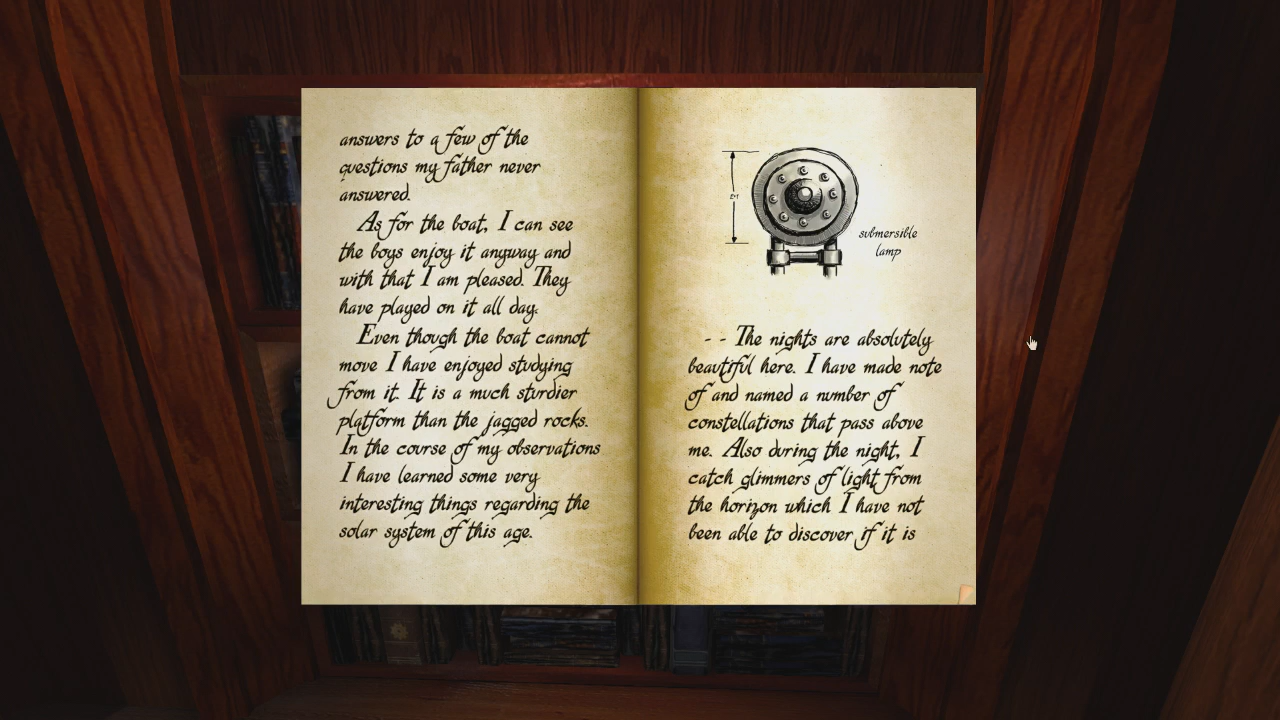 answers to a few of the
questions my father never
answered.
As for the boat, I can see
the boys enjoy it anyway and
with that I am pleased. They
have played on it all day.
Even though the boat cannot
move I have enjoyed studying
from it. It is a much sturdier
platform than the jagged rocks.
In the course of my observations
I have learned some very
interesting things regarding the
solar system of this age.
submersible
lamp
-- The nights are absolutely
beautiful here. I have made note
of and named a number of
constellations that pass above
me. Also during the night, I
catch glimmers of light from
the horizon which I have not
been able to discover if it is